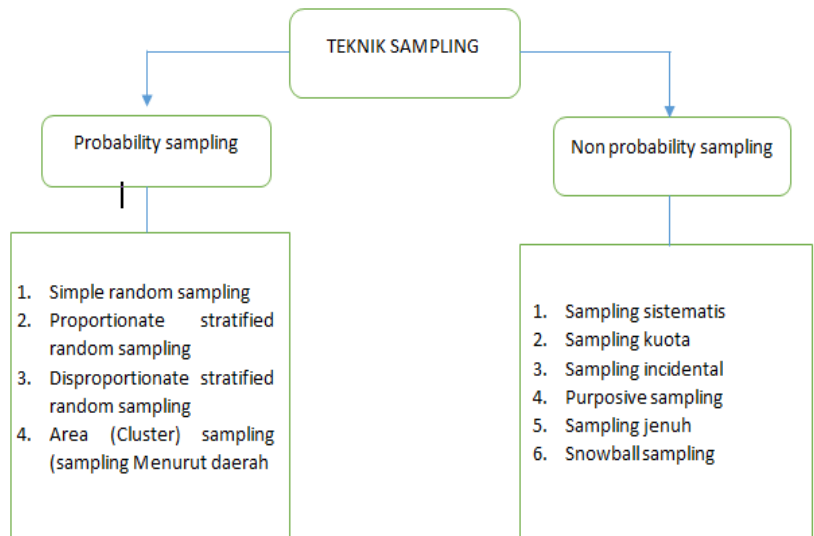 TEKNIK SAMPLING
Probability sampling
Non probability sampling
1. Simple random sampling
2. Proportionate stratified
random sampling
3. Disproportionate stratified
random sampling
4. Area (Cluster) sampling
(sampling Menurut daerah
1. Sampling sistematis
2. Sampling kuota
3. Sampling incidental
4. Purposive sampling
5. Sampling jenuh
6. Snowball sampling